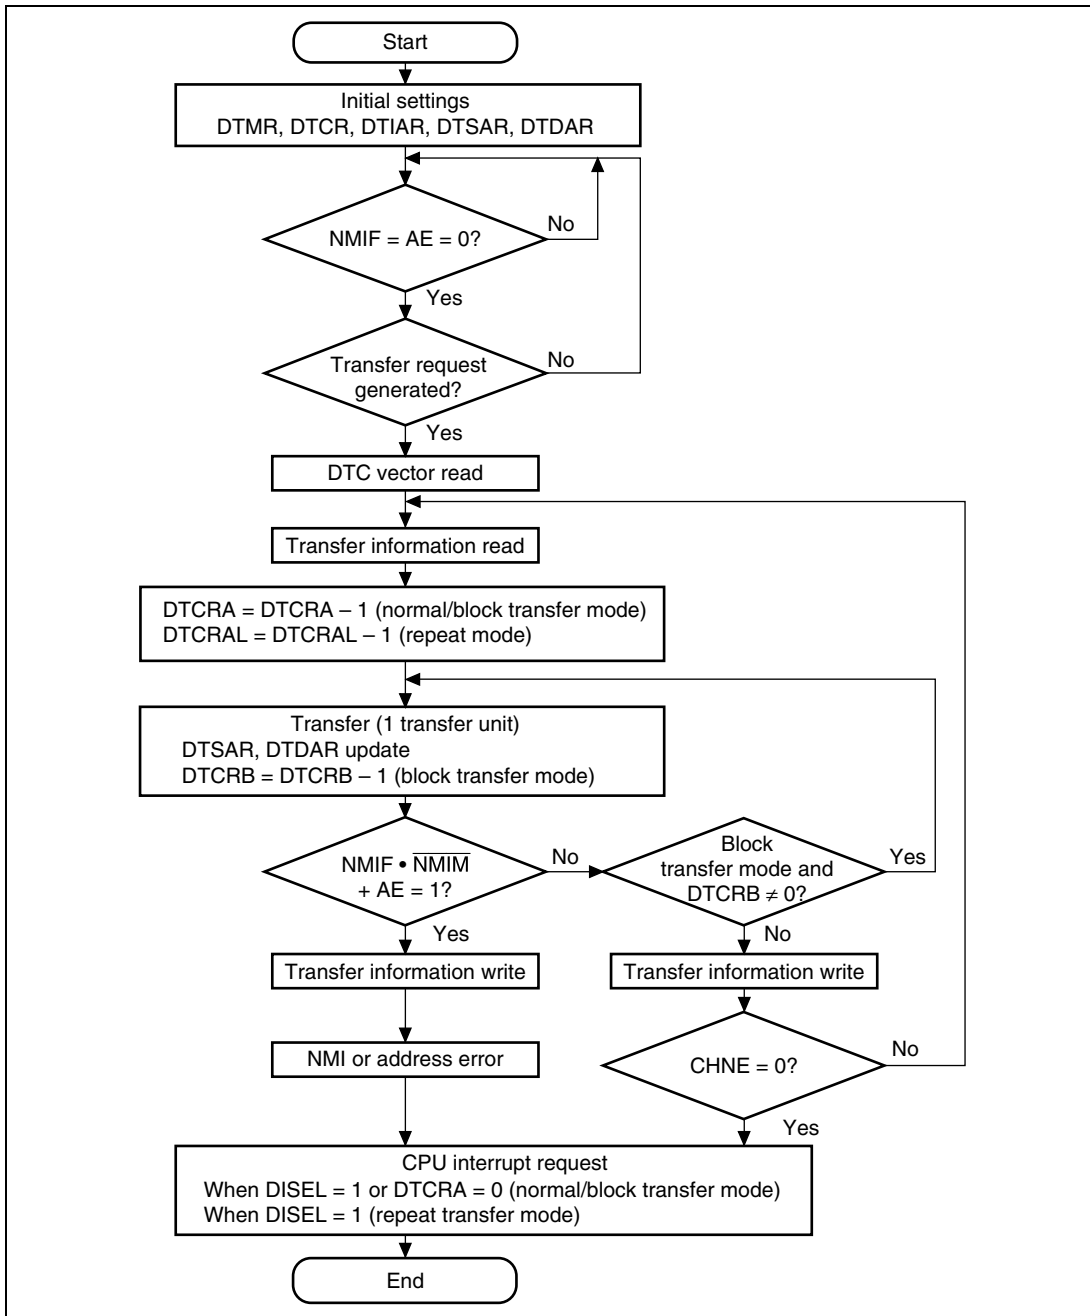 Start
Initial settings
DTMR, DTCR, DTIAR, DTSAR, DTDAR
NMIF = AE = 0?
No
Yes
Transfer request
generated?
No
Yes
DTC vector read
Transfer information read
DTCRA = DTCRA – 1 (normal/block transfer mode)
DTCRAL = DTCRAL – 1 (repeat mode)
Transfer (1 transfer unit)
DTSAR, DTDAR update
DTCRB = DTCRB – 1 (block transfer mode)
NMIF • N̅M̅I̅M̅
+ AE = 1?
No
Yes
Block
transfer mode and
DTCRB ≠ 0?
Yes
No
Transfer information write
Transfer information write
NMI or address error
CHNE = 0?
No
Yes
CPU interrupt request
When DISEL = 1 or DTCRA = 0 (normal/block transfer mode)
When DISEL = 1 (repeat transfer mode)
End